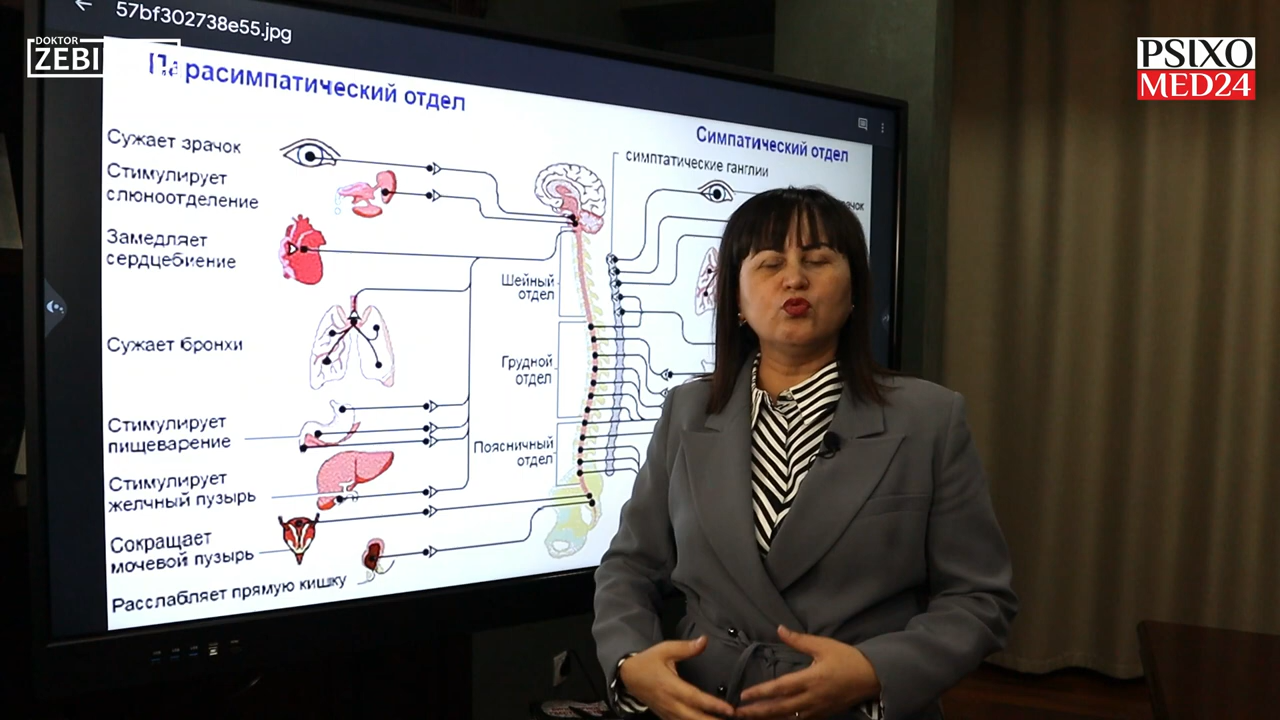 57bf302738e55.jpg
DOKTOR
ZEBI
PSIXO
MED24
Парасимпатический отдел
Симпатический отдел
симптатические ганглии
Сужает зрачок
Стимулирует
слюноотделение
Замедляет
сердцебиение
Шейный
отдел
Сужает бронхи
Грудной
отдел
Стимулирует
пищеварение
Поясничный
отдел
Стимулирует
желчный пузырь
Сокращает
мочевой пузырь
Расслабляет прямую кишку